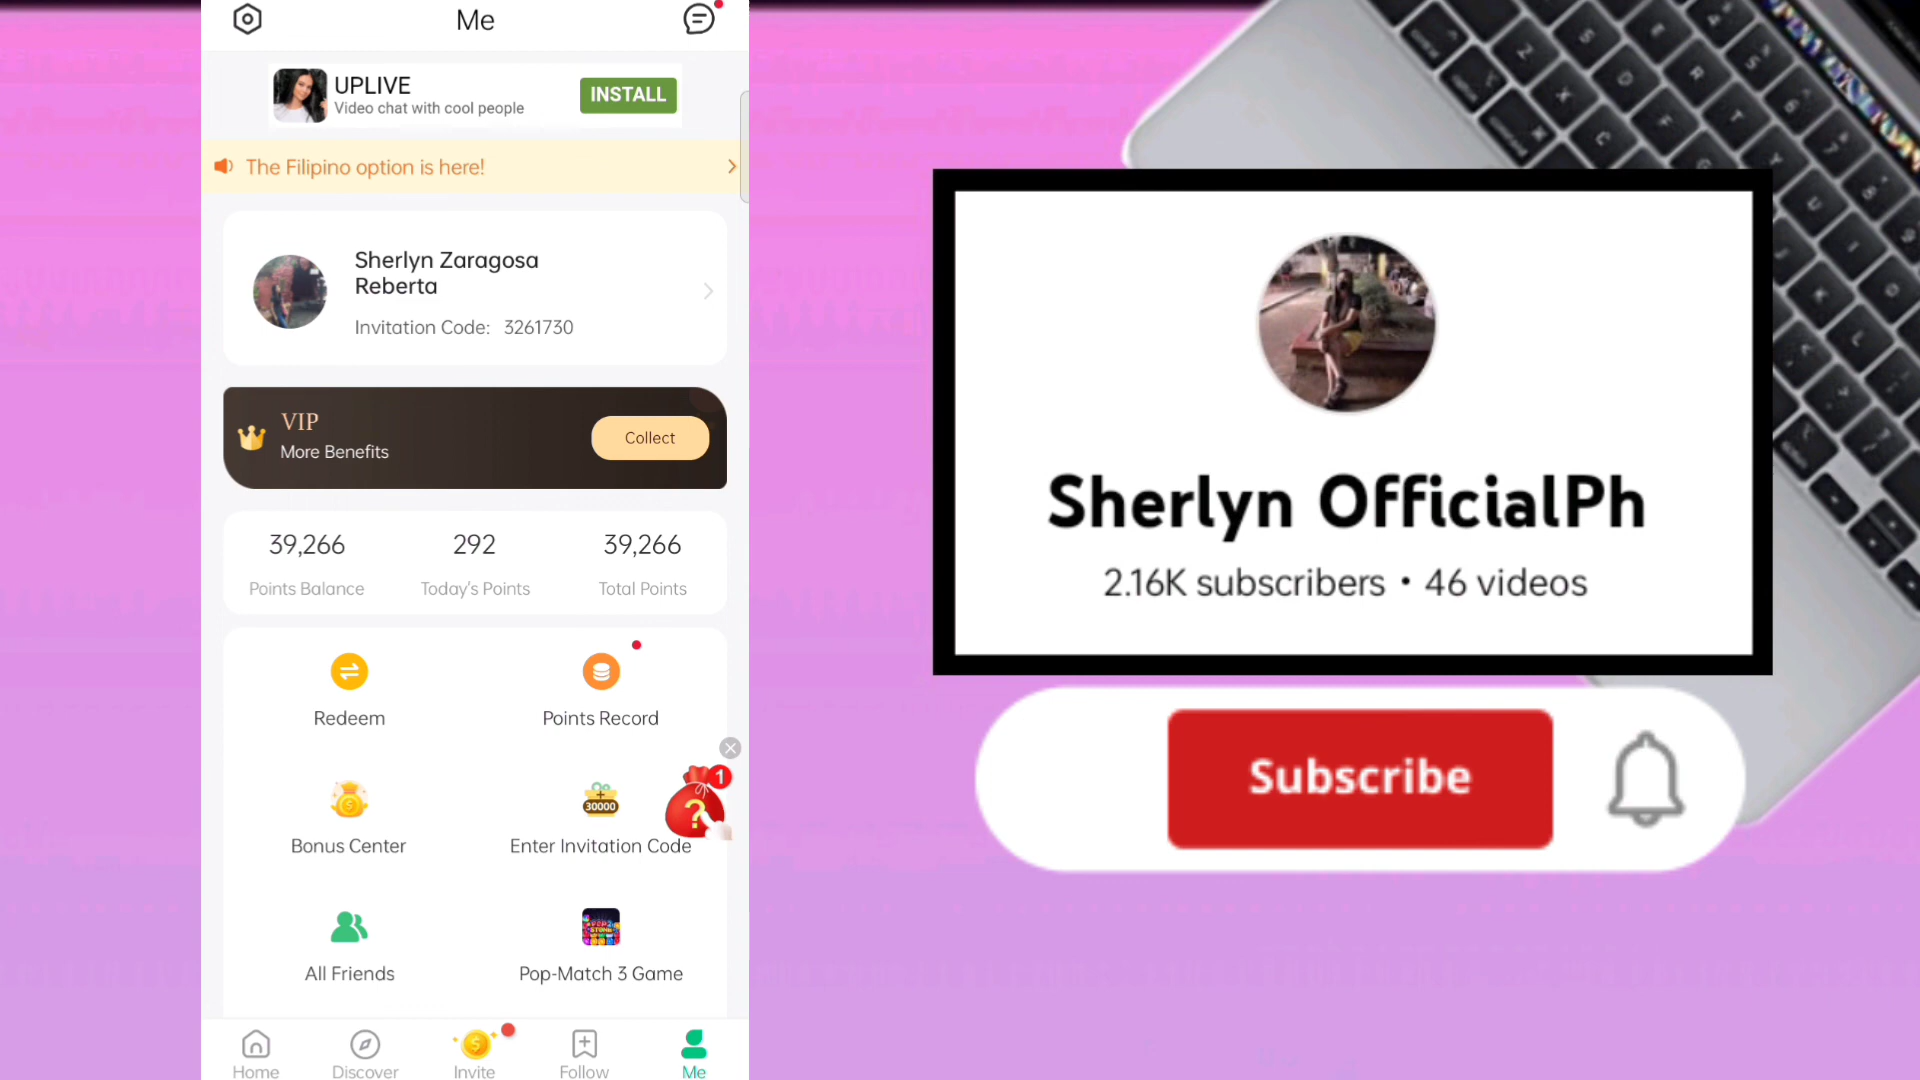 Me
UPLIVE
Video chat with cool people
INSTALL
The Filipino option is here!
Sherlyn Zaragosa
Reberta
Invitation Code: 3261730
VIP
More Benefits
Collect
39,266
292
39,266
Points Balance
Today's Points
Total Points
Redeem
Points Record
1
?
30000
Bonus Center
Enter Invitation Code
All Friends
Pop-Match 3 Game
Home
Discover
Invite
Follow
Me
Sherlyn OfficialPh
2.16K subscribers • 46 videos
Subscribe